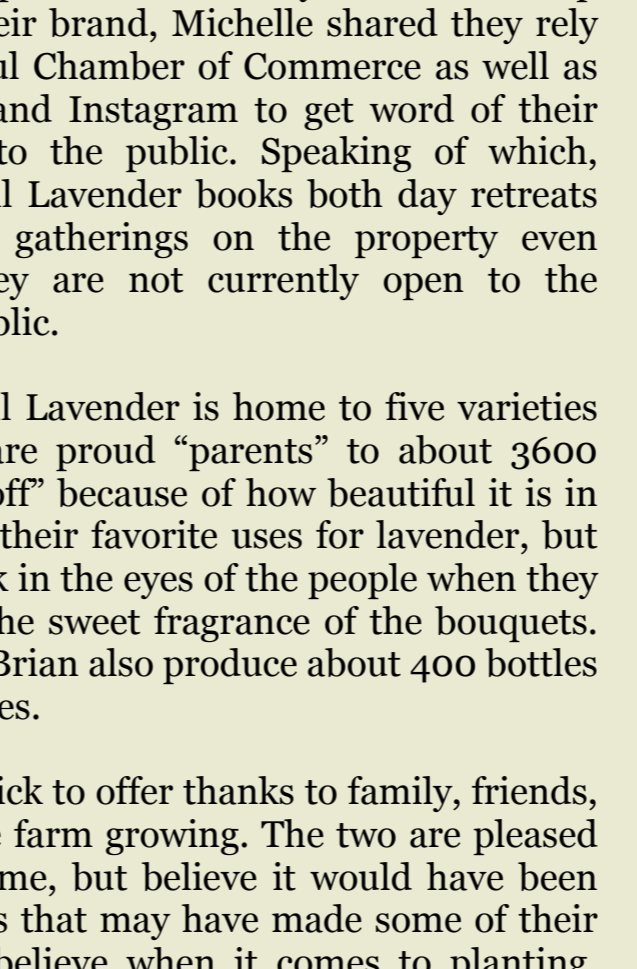 eir brand, Michelle shared they rely
ul Chamber of Commerce as well as
and Instagram to get word of their
to the public. Speaking of which,
l Lavender books both day retreats
gatherings on the property even
ey are not currently open to the
blic.
l Lavender is home to five varieties
are proud “parents” to about 3600
off” because of how beautiful it is in
their favorite uses for lavender, but
k in the eyes of the people when they
he sweet fragrance of the bouquets.
Brian also produce about 400 bottles
es.
ick to offer thanks to family, friends,
e farm growing. The two are pleased
me, but believe it would have been
s that may have made some of their
believe when it comes to planting,